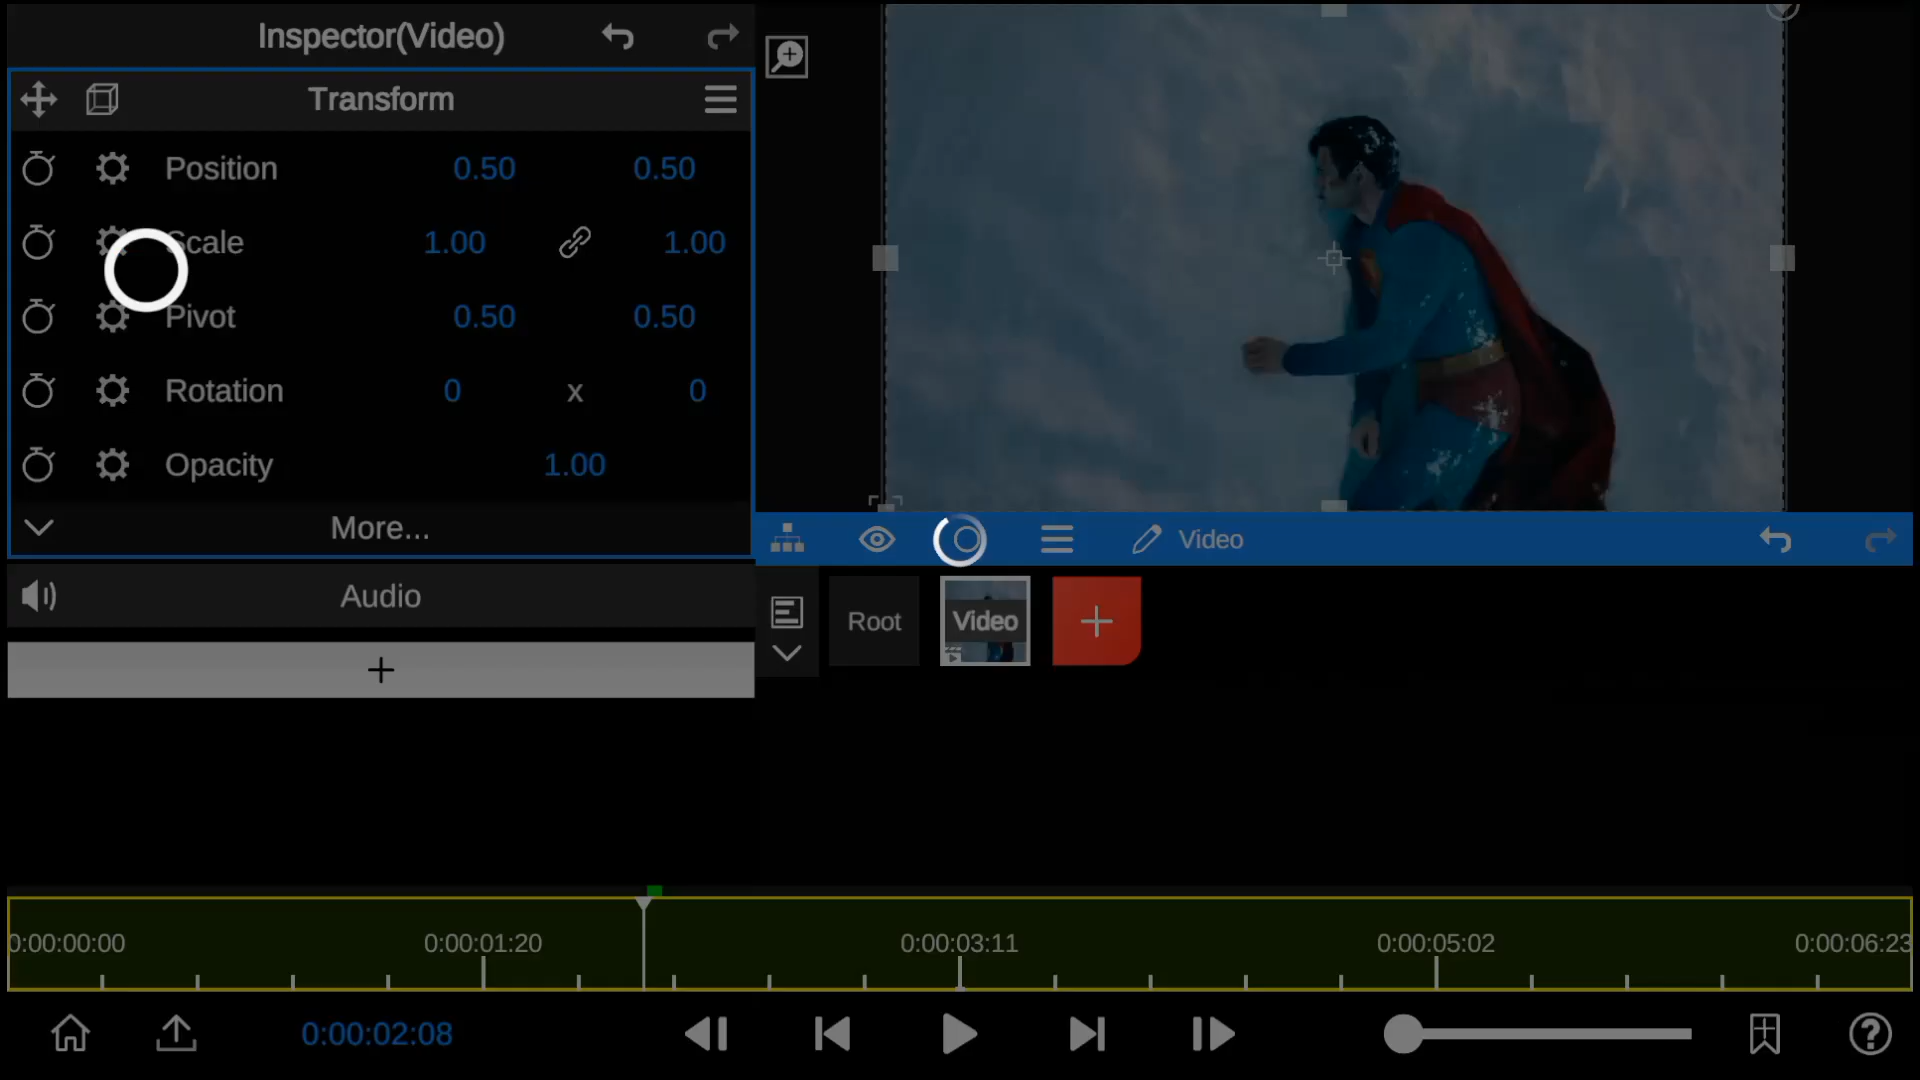 Inspector(Video)
Transform
Position 0.50 0.50
Scale 1.00 1.00
Pivot 0.50 0.50
Rotation 0 x 0
Opacity 1.00
More...
Audio
+
Video
Root
Video
+
0:00:00:00 0:00:01:20 0:00:03:11 0:00:05:02 0:00:06:23
0:00:02:08